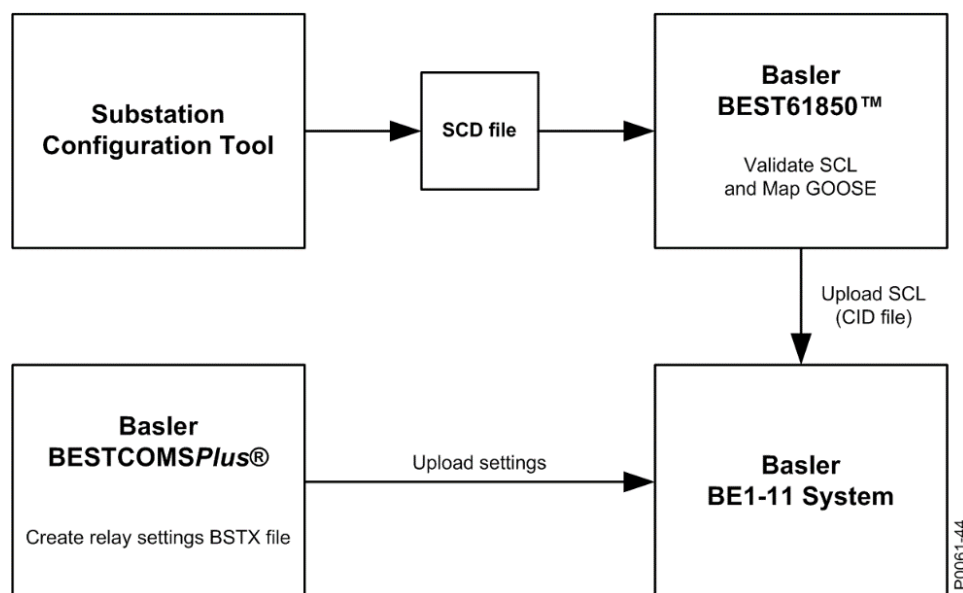 Substation
Configuration Tool
SCD file
Basler
BEST61850™
Validate SCL
and Map GOOSE
Upload SCL
(CID file)
Basler
BESTCOMSPlus®
Create relay settings BSTX file
Upload settings
Basler
BE1-11 System
P0061-44